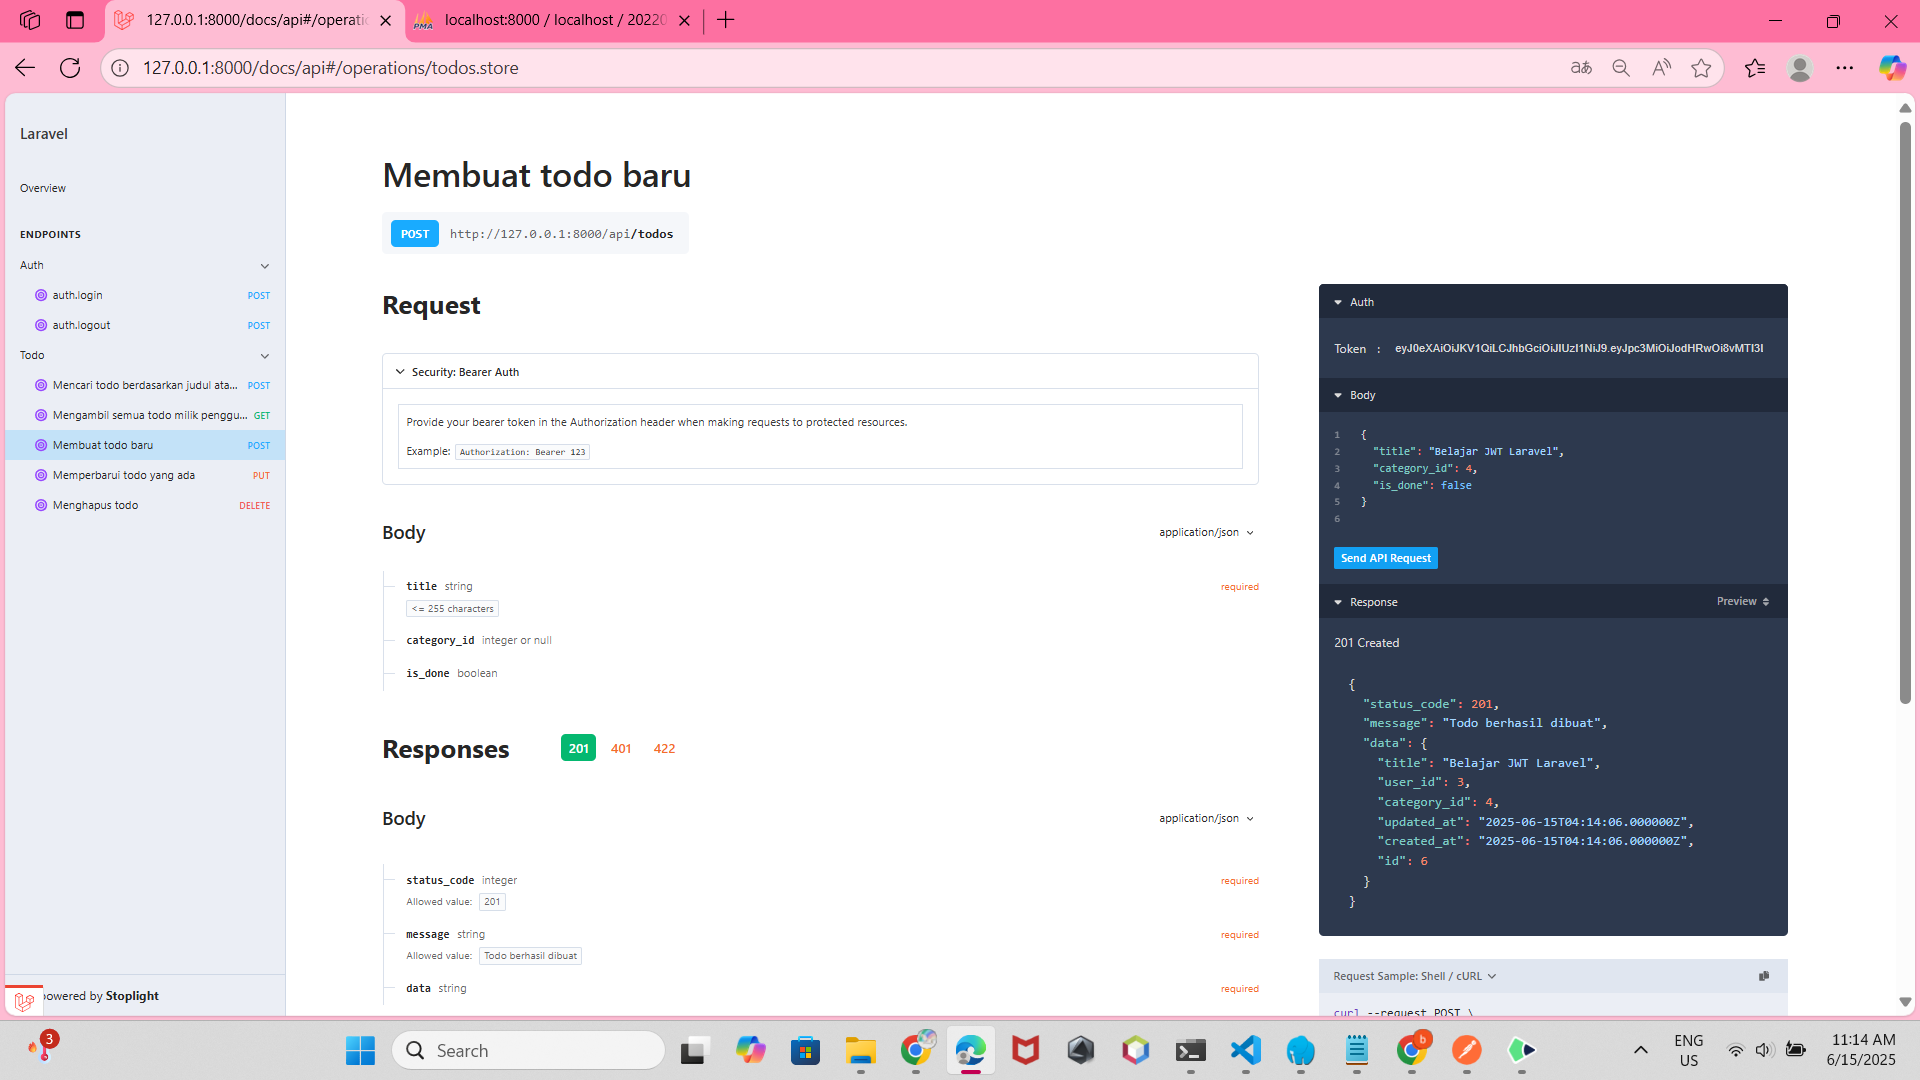 127.0.0.1:8000/docs/api#/operati
localhost:8000 / localhost / 20220
127.0.0.1:8000/docs/api#/operations/todos.store
Laravel
Overview
ENDPOINTS
Auth
auth.login POST
auth.logout POST
Todo
Mencari todo berdasarkan judul ata... POST
Mengambil semua todo milik penggu... GET
Membuat todo baru POST
Memperbarui todo yang ada PUT
Menghapus todo DELETE
powered by Stoplight
Membuat todo baru
POST http://127.0.0.1:8000/api/todos
Request
Security: Bearer Auth
Provide your bearer token in the Authorization header when making requests to protected resources.
Example: Authorization: Bearer 123
Body application/json
title string required
<= 255 characters
category_id integer or null
is_done boolean
Responses 201 401 422
Body application/json
status_code integer required
Allowed value: 201
message string required
Allowed value: Todo berhasil dibuat
data string required
Auth
Token : eyJ0eXAiOiJKV1QiLCJhbGciOiJIUzI1NiJ9.eyJpc3MiOiJodHRwOi8vMTI3I
Body
1 {
2 "title": "Belajar JWT Laravel",
3 "category_id": 4,
4 "is_done": false
5 }
6
Send API Request
Response Preview
201 Created
{
"status_code": 201,
"message": "Todo berhasil dibuat",
"data": {
"title": "Belajar JWT Laravel",
"user_id": 3,
"category_id": 4,
"updated_at": "2025-06-15T04:14:06.000000Z",
"created_at": "2025-06-15T04:14:06.000000Z",
"id": 6
}
}
Request Sample: Shell / cURL
curl --request POST \
3
Search
ENG
US
11:14 AM
6/15/2025